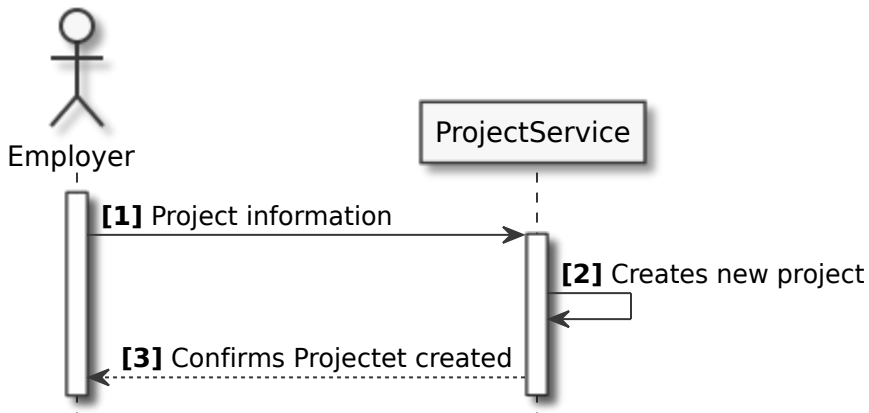 Employer
ProjectService
[1] Project information
[2] Creates new project
[3] Confirms Projectet created